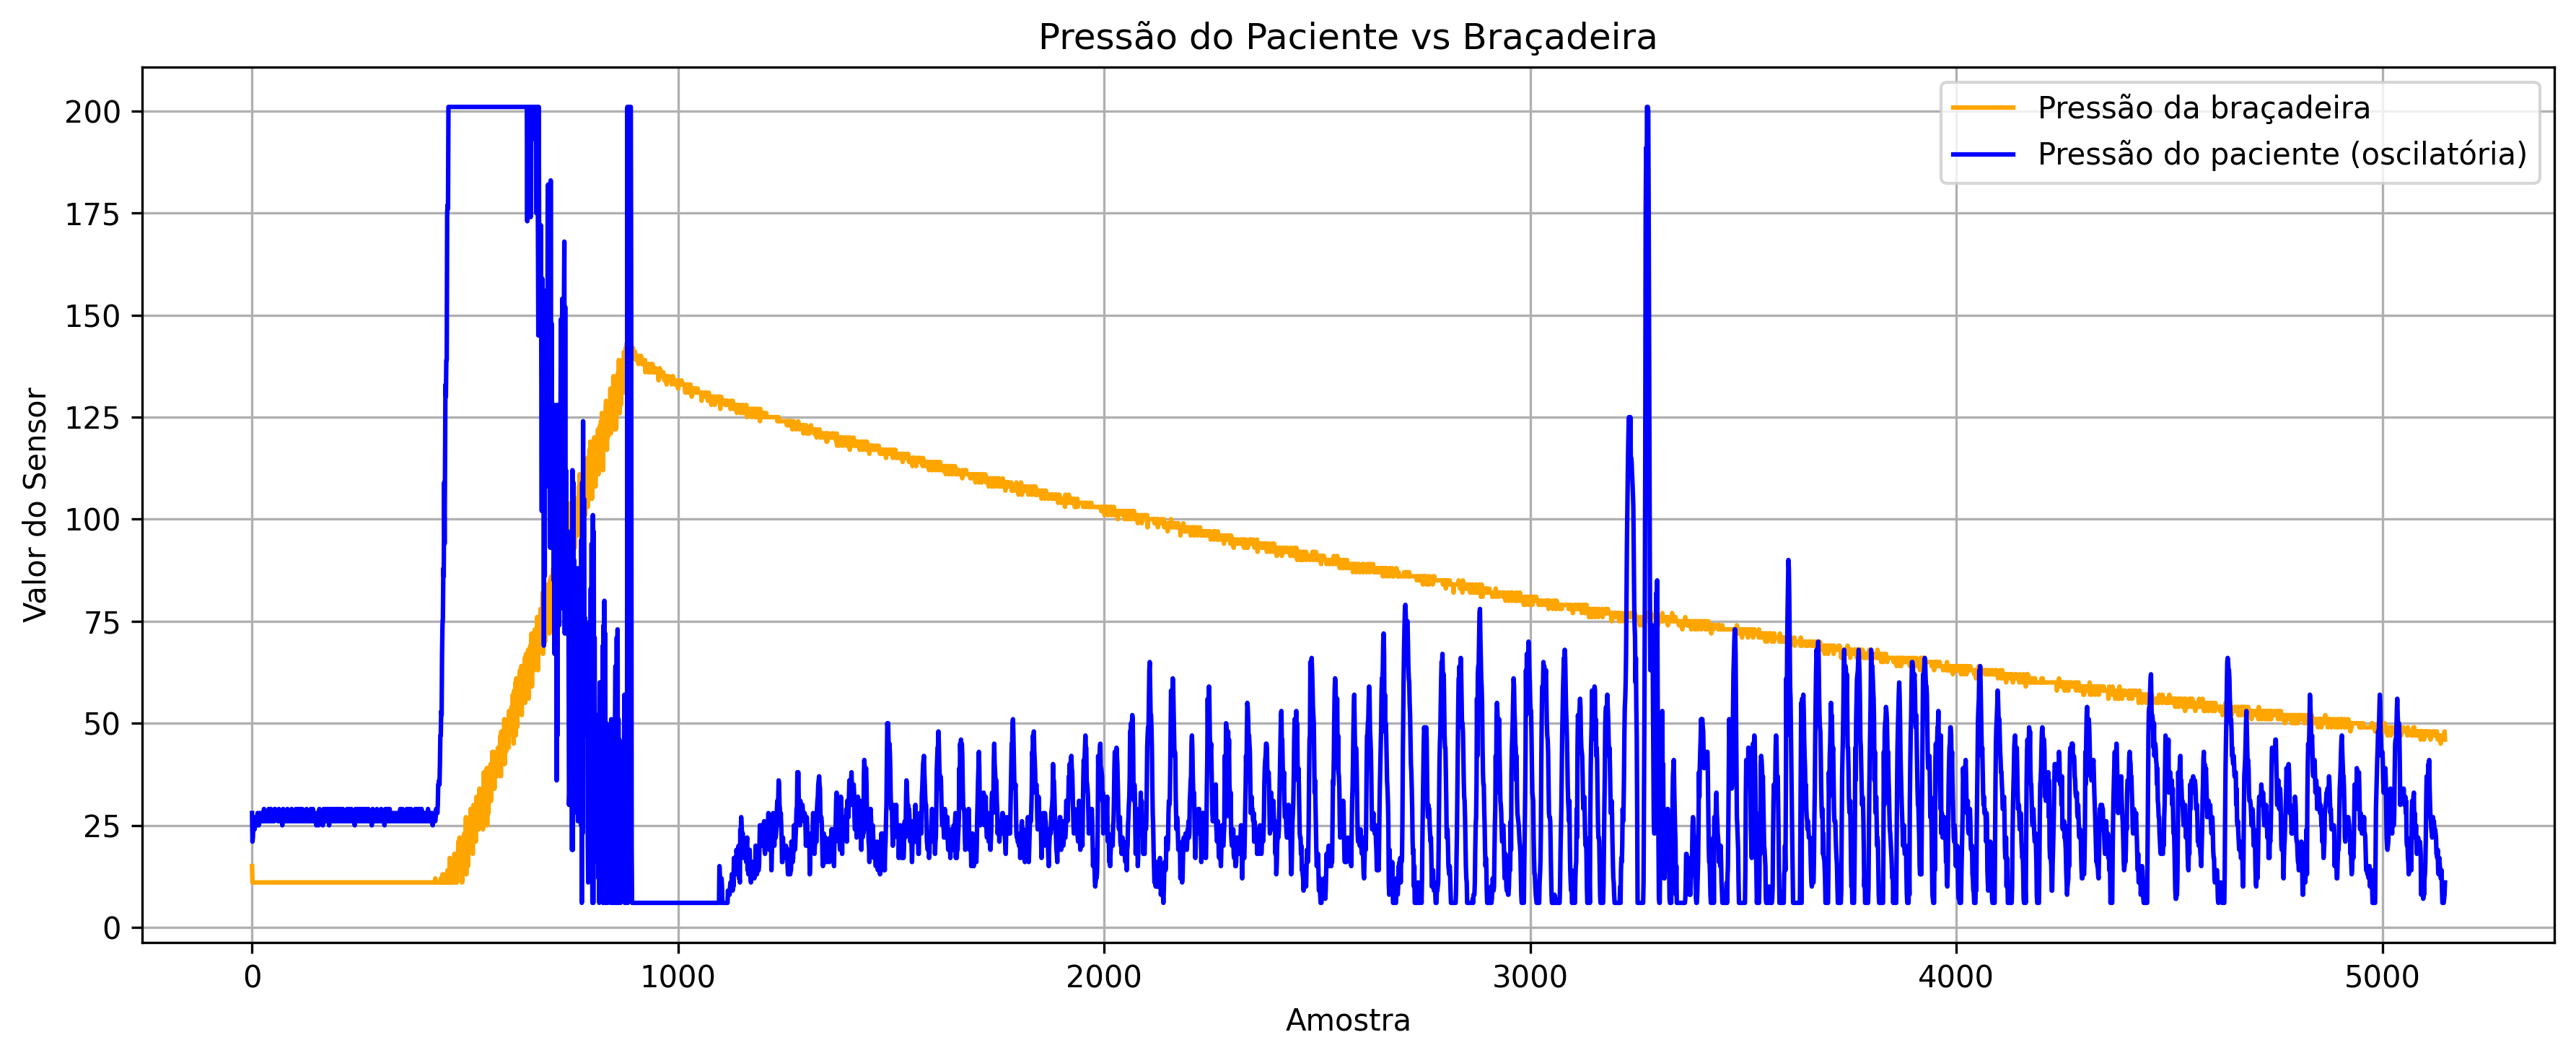 Pressão do Paciente vs Braçadeira
Pressão da braçadeira
Pressão do paciente (oscilatória)
Valor do Sensor
200
175
150
125
100
75
50
25
0
0 1000 2000 3000 4000 5000
Amostra